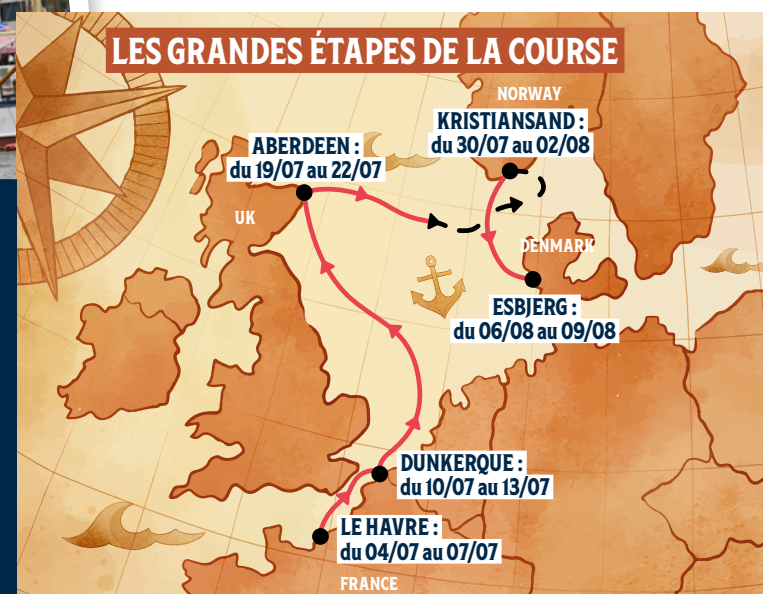 LES GRANDES ÉTAPES DE LA COURSE
NORWAY
KRISTIANSAND :
du 30/07 au 02/08
ABERDEEN :
du 19/07 au 22/07
UK
DENMARK
ESBJERG :
du 06/08 au 09/08
DUNKERQUE :
du 10/07 au 13/07
LE HAVRE :
du 04/07 au 07/07
FRANCE